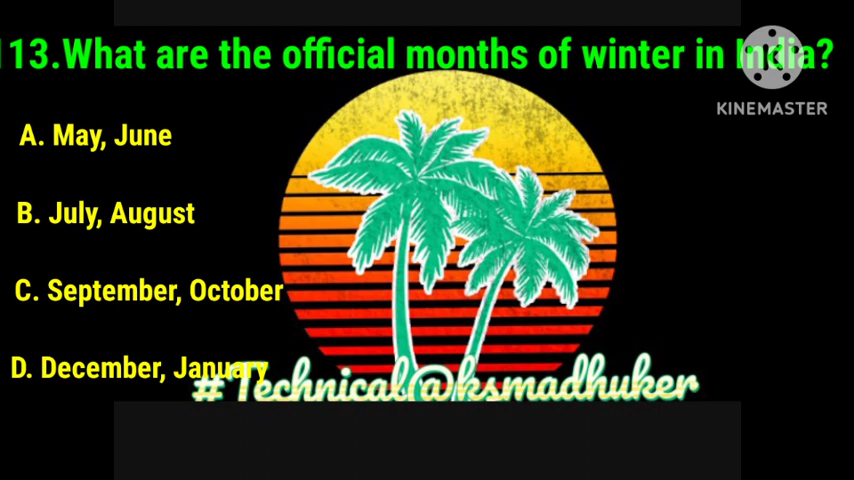 113.What are the official months of winter in India?
KINEMASTER
A. May, June
B. July, August
C. September, October
D. December, January
#Technical@ksmadhuker